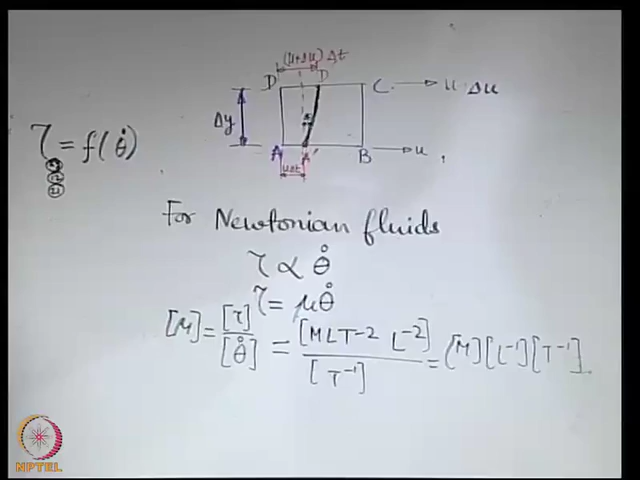 (u+Δu) Δt
D D' C u Δu
Δy
τ = f(θ̇)
A A' B u
uΔt
For Newtonian fluids
τ ∝ θ̇
τ = μθ̇
[μ] = [τ]/[θ̇] = [MLT-2 L-2]/[T-1] = [M][L-1][T-1].
NPTEL